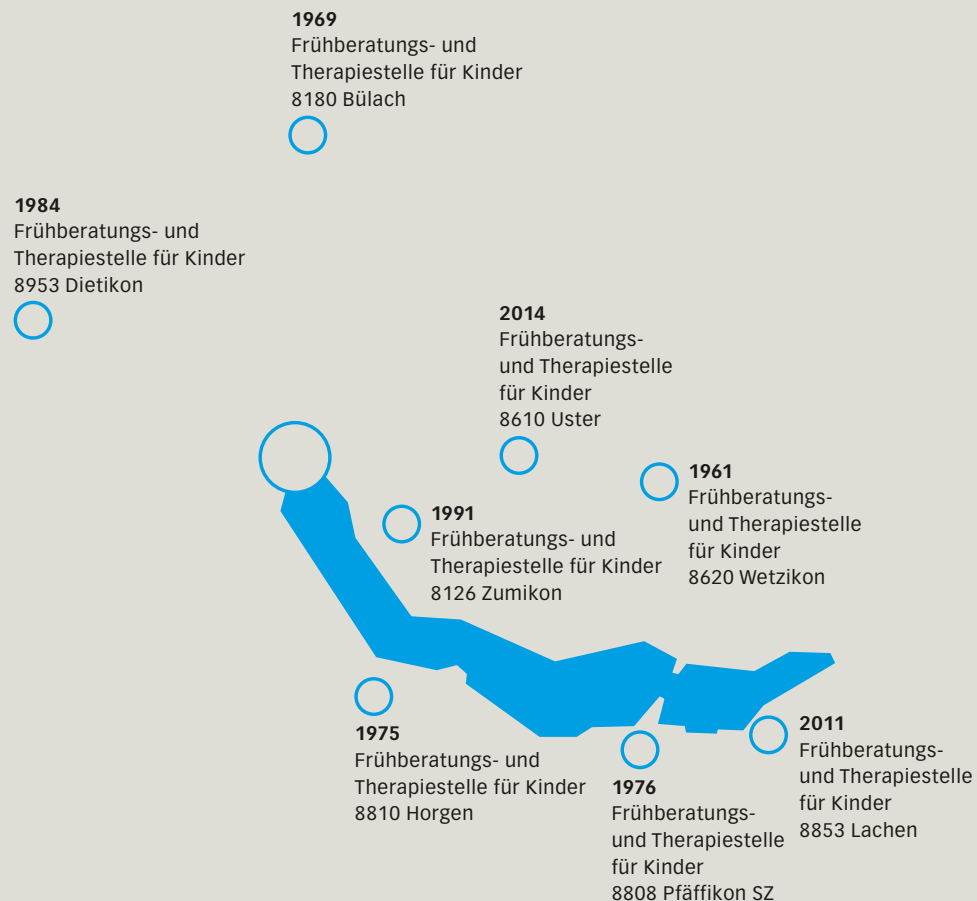 1969
Frühberatungs- und
Therapiestelle für Kinder
8180 Bülach
1984
Frühberatungs- und
Therapiestelle für Kinder
8953 Dietikon
2014
Frühberatungs-
und Therapiestelle
für Kinder
8610 Uster
1961
Frühberatungs-
und Therapiestelle
für Kinder
8620 Wetzikon
1991
Frühberatungs- und
Therapiestelle für Kinder
8126 Zumikon
1975
Frühberatungs- und
Therapiestelle für Kinder
8810 Horgen
1976
Frühberatungs-
und Therapiestelle
für Kinder
8808 Pfäffikon SZ
2011
Frühberatungs-
und Therapiestelle
für Kinder
8853 Lachen